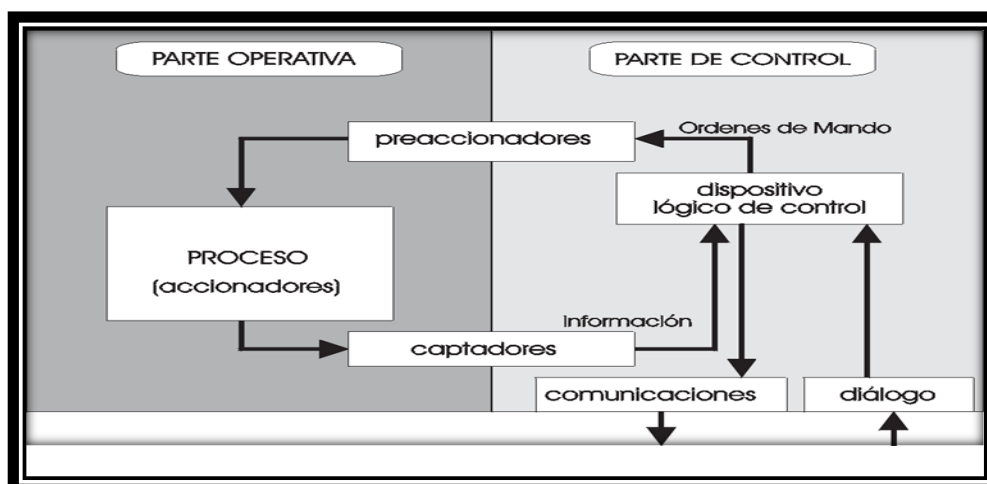 PARTE OPERATIVA
PARTE DE CONTROL
preaccionadores
Ordenes de Mando
dispositivo
lógico de control
PROCESO
(accionadores)
información
captadores
comunicaciones
diálogo